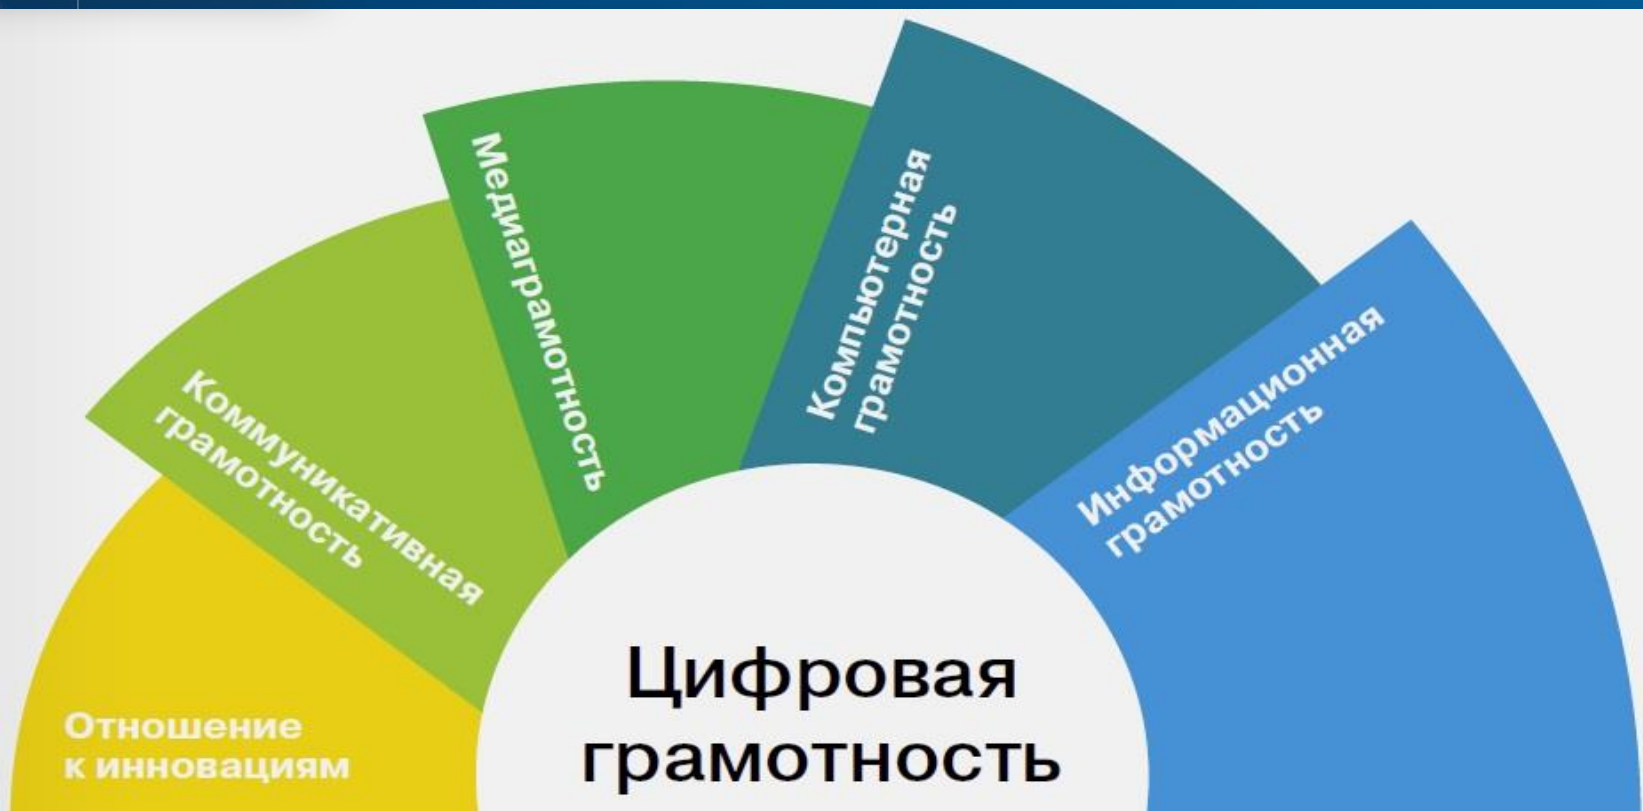 Отношение
к инновациям
Коммуникативная
грамотность
Медиаграмотность
Компьютерная
грамотность
Информационная
грамотность
Цифровая
грамотность